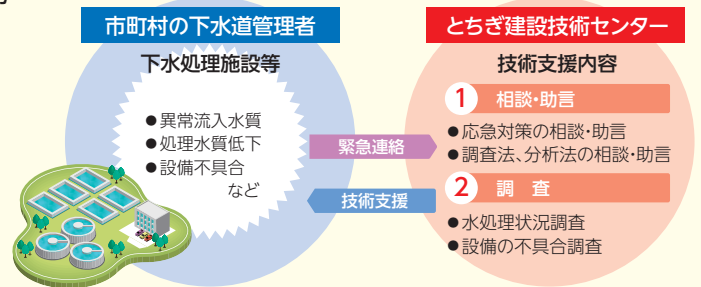 市町村の下水道管理者
下水処理施設等
●異常流入水質
●処理水質低下
●設備不具合
など
緊急連絡
技術支援
とちぎ建設技術センター
技術支援内容
1 相談・助言
●応急対策の相談・助言
●調査法、分析法の相談・助言
2 調 査
●水処理状況調査
●設備の不具合調査